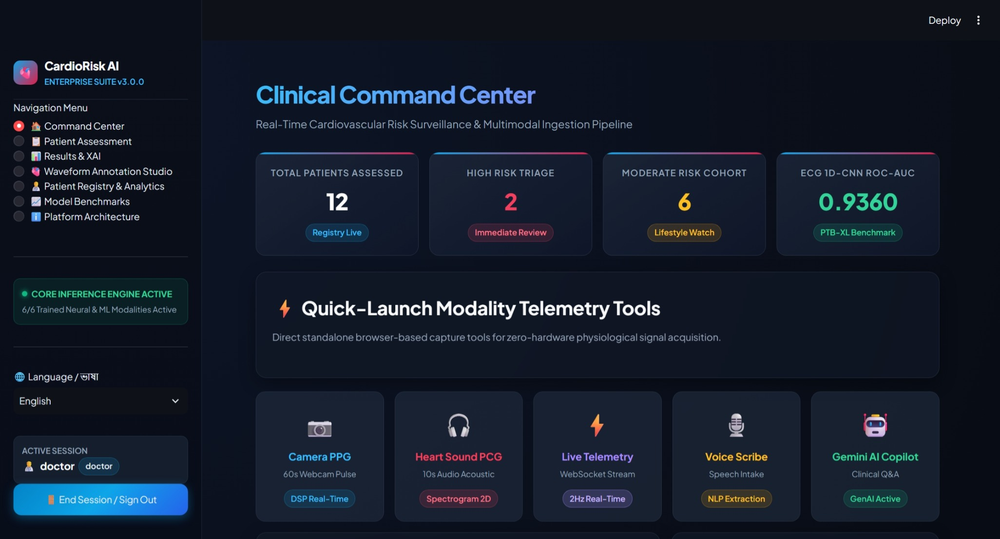 Deploy
CardioRisk AI
ENTERPRISE SUITE v3.0.0
Navigation Menu
Command Center
Patient Assessment
Results & XAI
Waveform Annotation Studio
Patient Registry & Analytics
Model Benchmarks
Platform Architecture
CORE INFERENCE ENGINE ACTIVE
6/6 Trained Neural & ML Modalities Active
Language / ভাষা
English
ACTIVE SESSION
doctor doctor
End Session / Sign Out
Clinical Command Center
Real-Time Cardiovascular Risk Surveillance & Multimodal Ingestion Pipeline
TOTAL PATIENTS ASSESSED
12
Registry Live
HIGH RISK TRIAGE
2
Immediate Review
MODERATE RISK COHORT
6
Lifestyle Watch
ECG 1D-CNN ROC-AUC
0.9360
PTB-XL Benchmark
Quick-Launch Modality Telemetry Tools
Direct standalone browser-based capture tools for zero-hardware physiological signal acquisition.
Camera PPG
60s Webcam Pulse
DSP Real-Time
Heart Sound PCG
10s Audio Acoustic
Spectrogram 2D
Live Telemetry
WebSocket Stream
2Hz Real-Time
Voice Scribe
Speech Intake
NLP Extraction
Gemini AI Copilot
Clinical Q&A
GenAI Active